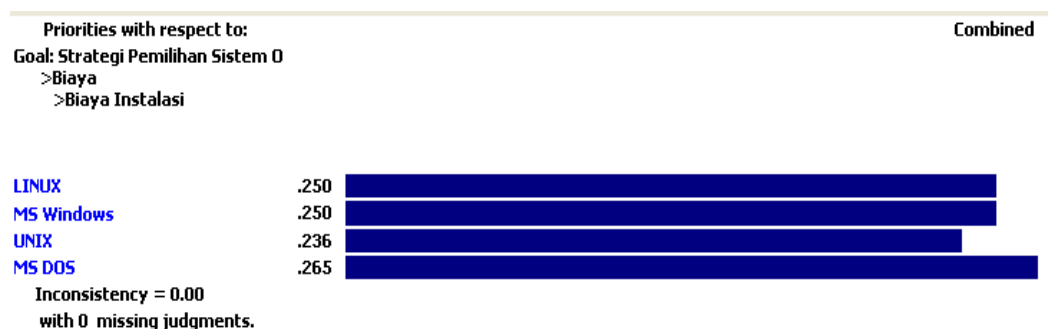 Priorities with respect to: Combined
Goal: Strategi Pemilihan Sistem O
>Biaya
>Biaya Instalasi
LINUX .250
MS Windows .250
UNIX .236
MS DOS .265
Inconsistency = 0.00
with 0 missing judgments.